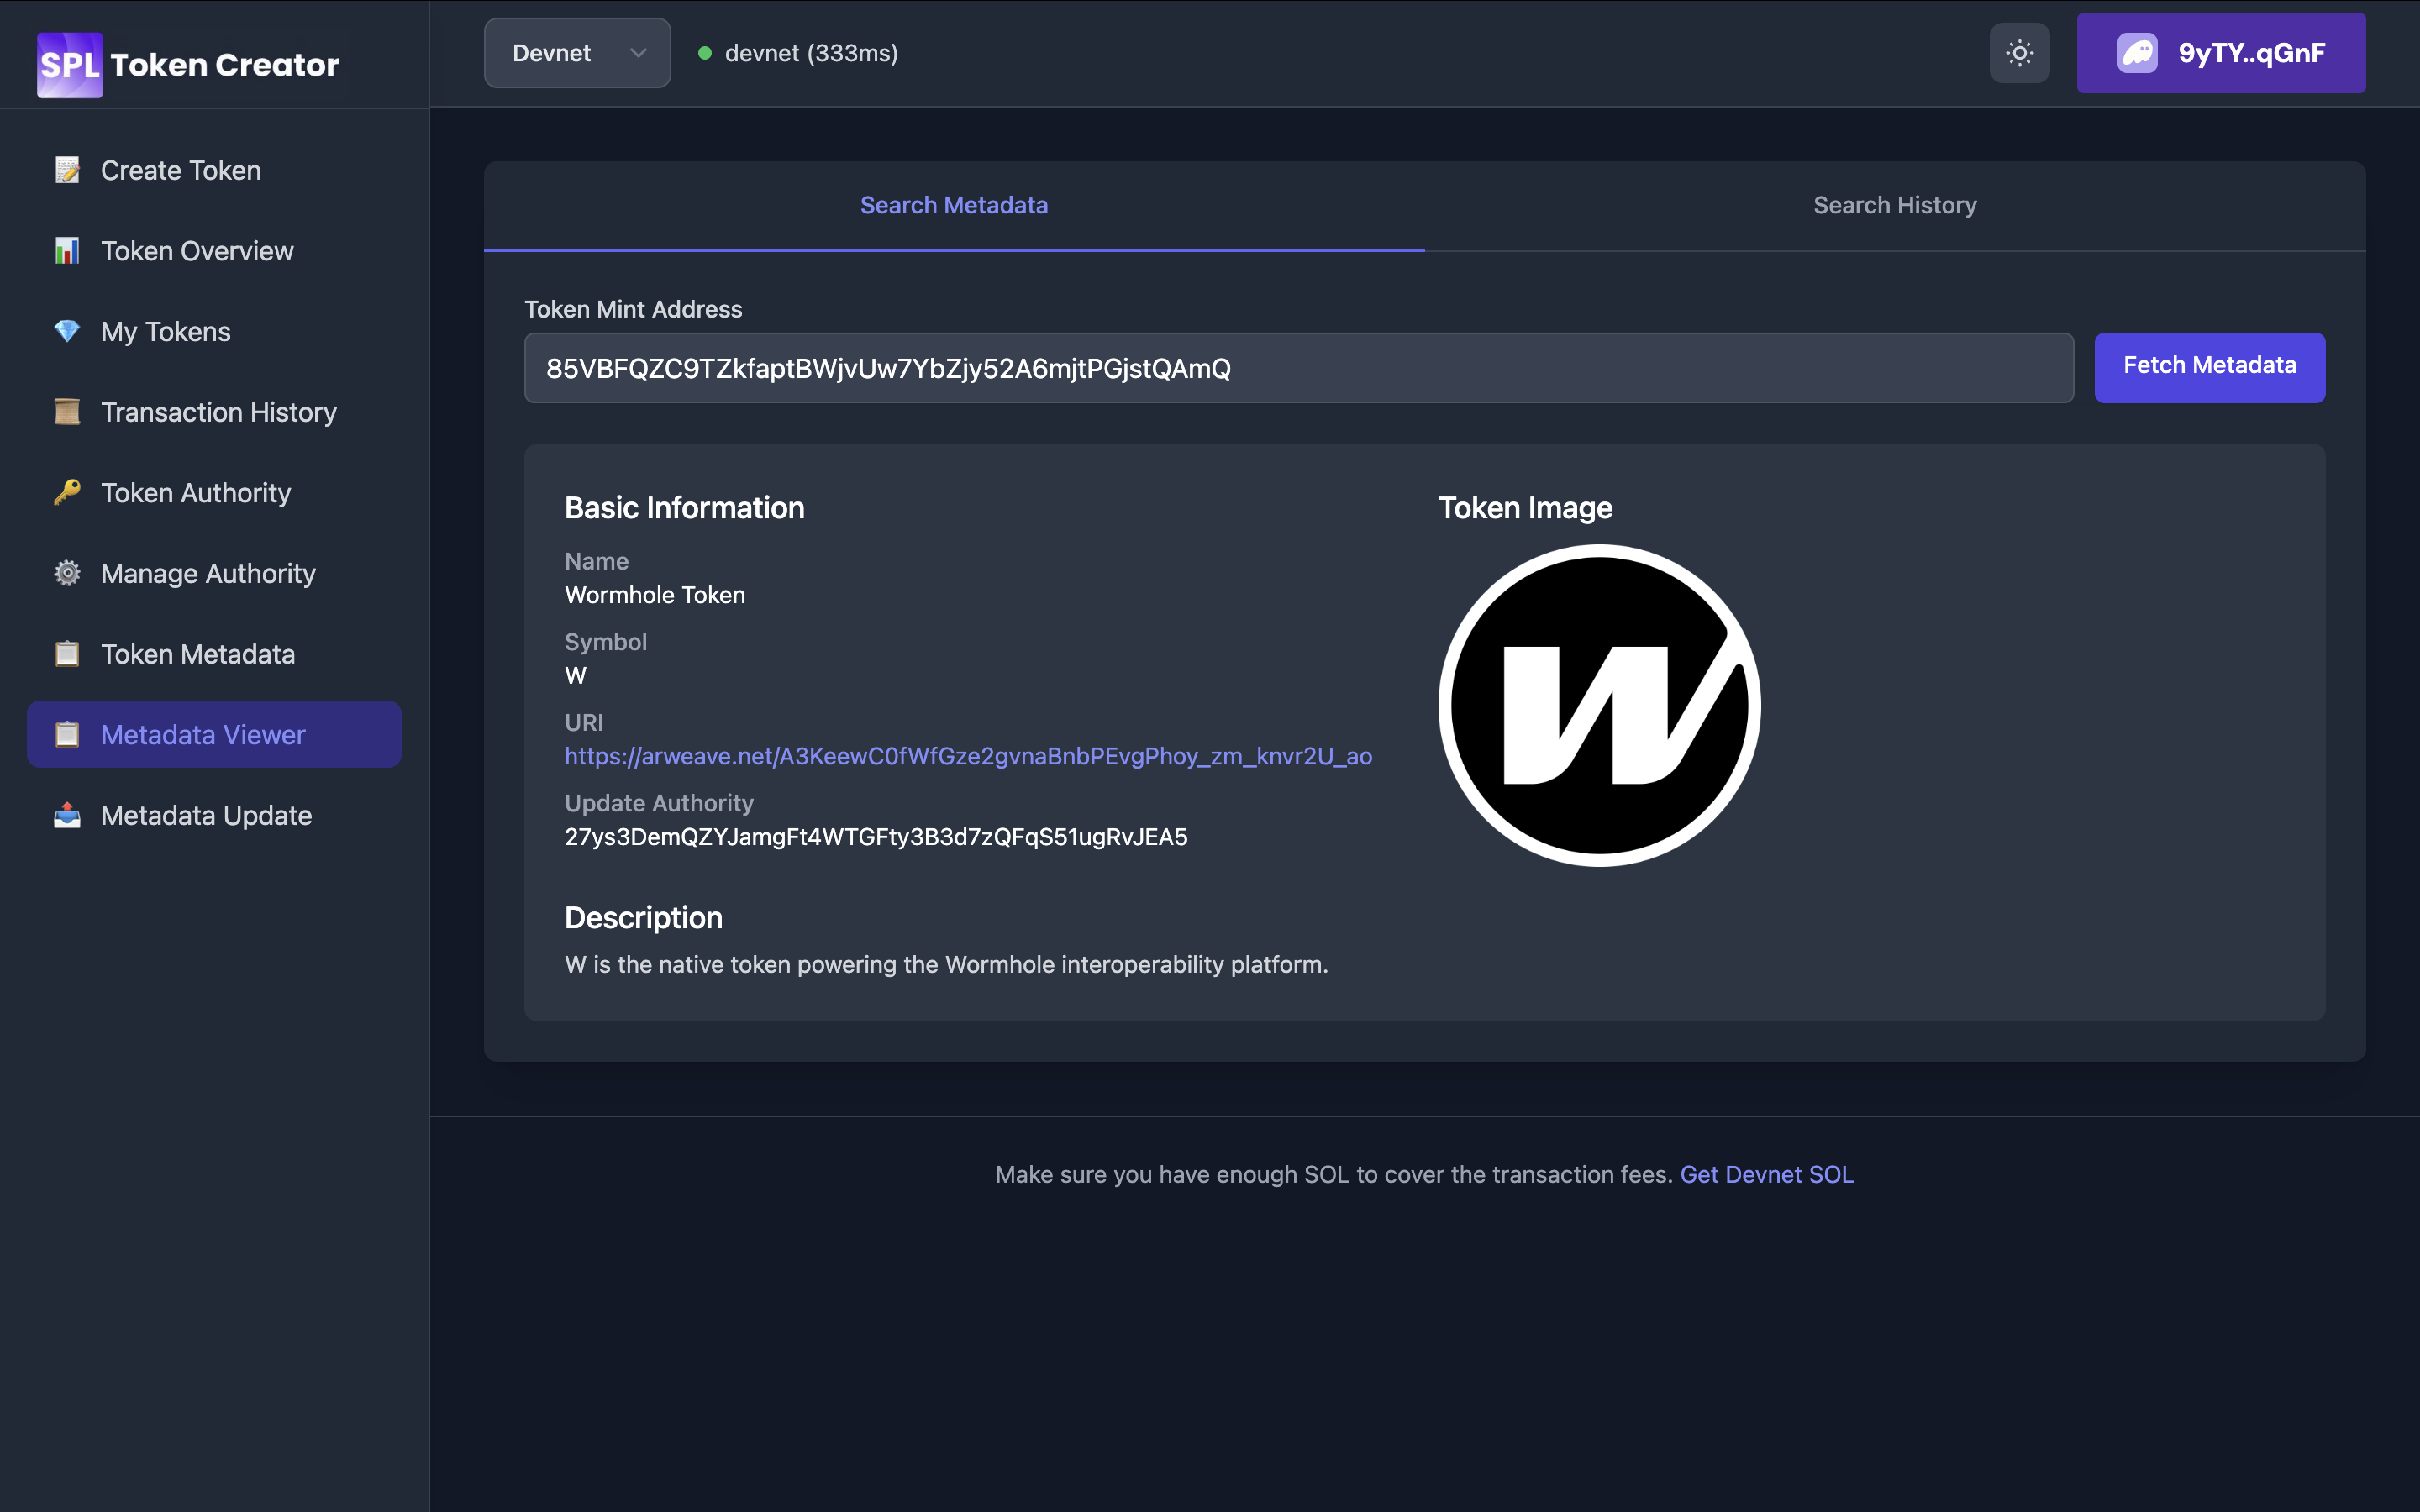 SPL Token Creator
Devnet
devnet (333ms)
9yTY..qGnF
Create Token
Token Overview
My Tokens
Transaction History
Token Authority
Manage Authority
Token Metadata
Metadata Viewer
Metadata Update
Search Metadata
Search History
Token Mint Address
85VBFQZC9TZkfaptBWjvUw7YbZjy52A6mjtPGjstQAmQ
Fetch Metadata
Basic Information
Name
Wormhole Token
Symbol
W
URI
https://arweave.net/A3KeewC0fWfGze2gvnaBnbPEvgPhoy_zm_knvr2U_ao
Update Authority
27ys3DemQZYJamgFt4WTGFty3B3d7zQFqS51ugRvJEA5
Token Image
W
Description
W is the native token powering the Wormhole interoperability platform.
Make sure you have enough SOL to cover the transaction fees. Get Devnet SOL